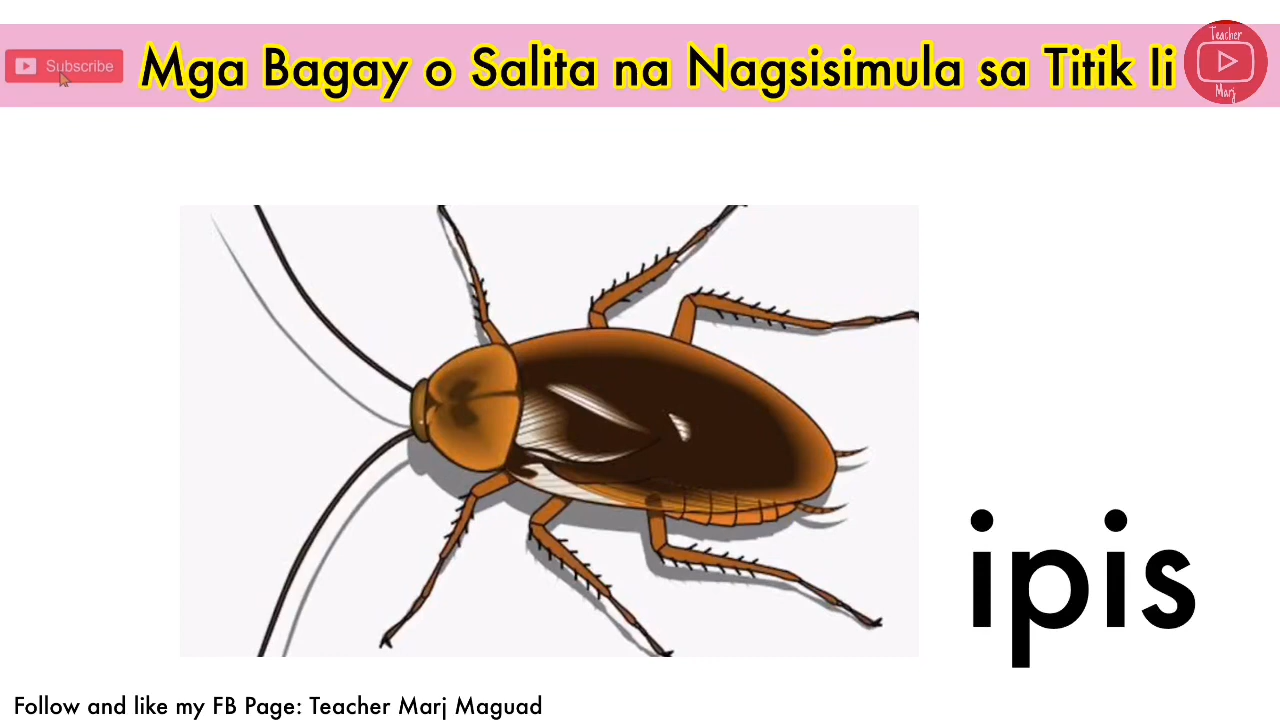 Subscribe
Mga Bagay o Salita na Nagsisimula sa Titik Ii
Teacher
Marj
ipis
Follow and like my FB Page: Teacher Marj Maguad